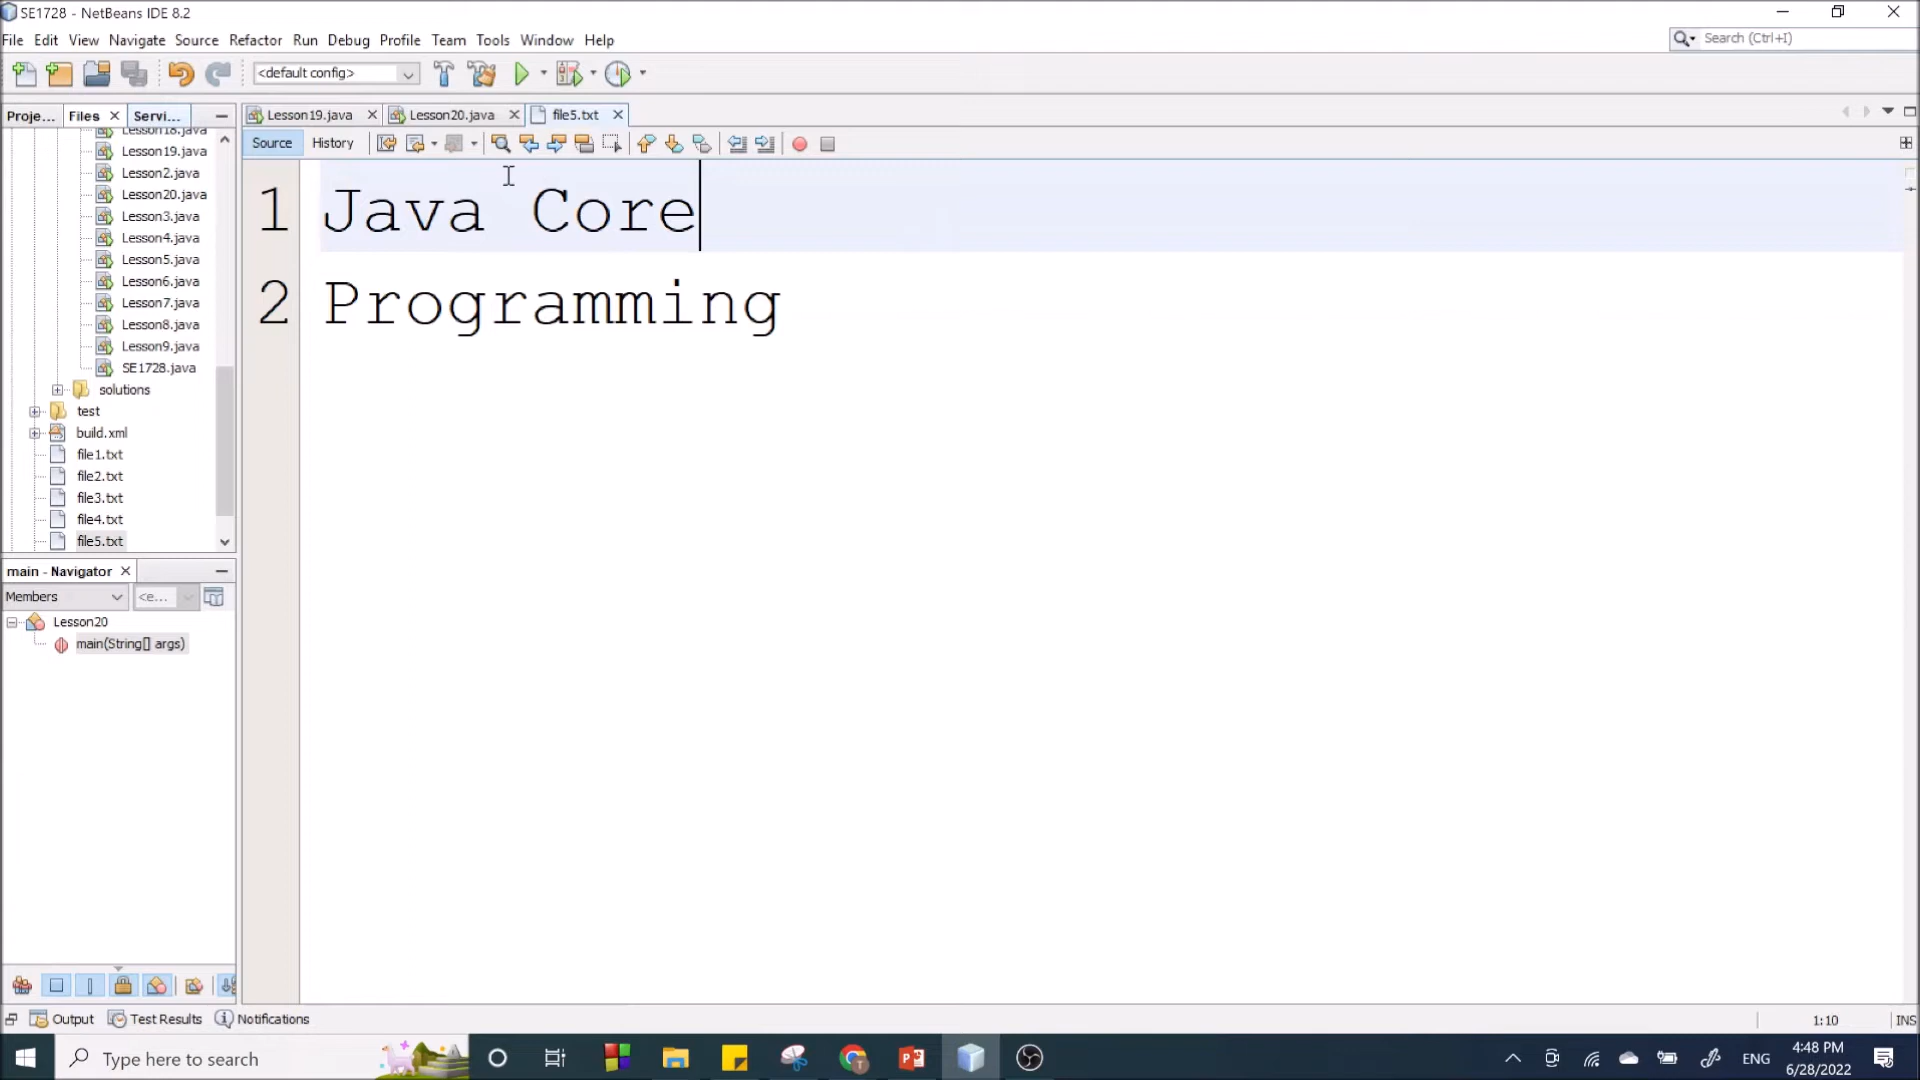 SE1728 - NetBeans IDE 8.2
File Edit View Navigate Source Refactor Run Debug Profile Team Tools Window Help
Search (Ctrl+I)
<default config>
Proje... Files Servi...
Lesson19.java Lesson20.java file5.txt
Source History
Lesson18.java
Lesson19.java
Lesson2.java
Lesson20.java
Lesson3.java
Lesson4.java
Lesson5.java
Lesson6.java
Lesson7.java
Lesson8.java
Lesson9.java
SE1728.java
solutions
test
build.xml
file1.txt
file2.txt
file3.txt
file4.txt
file5.txt
1 Java Core
2 Programming
main - Navigator
Members <e...
Lesson20
main(String[] args)
Output Test Results Notifications
1:10 INS
Type here to search
ENG
4:48 PM
6/28/2022